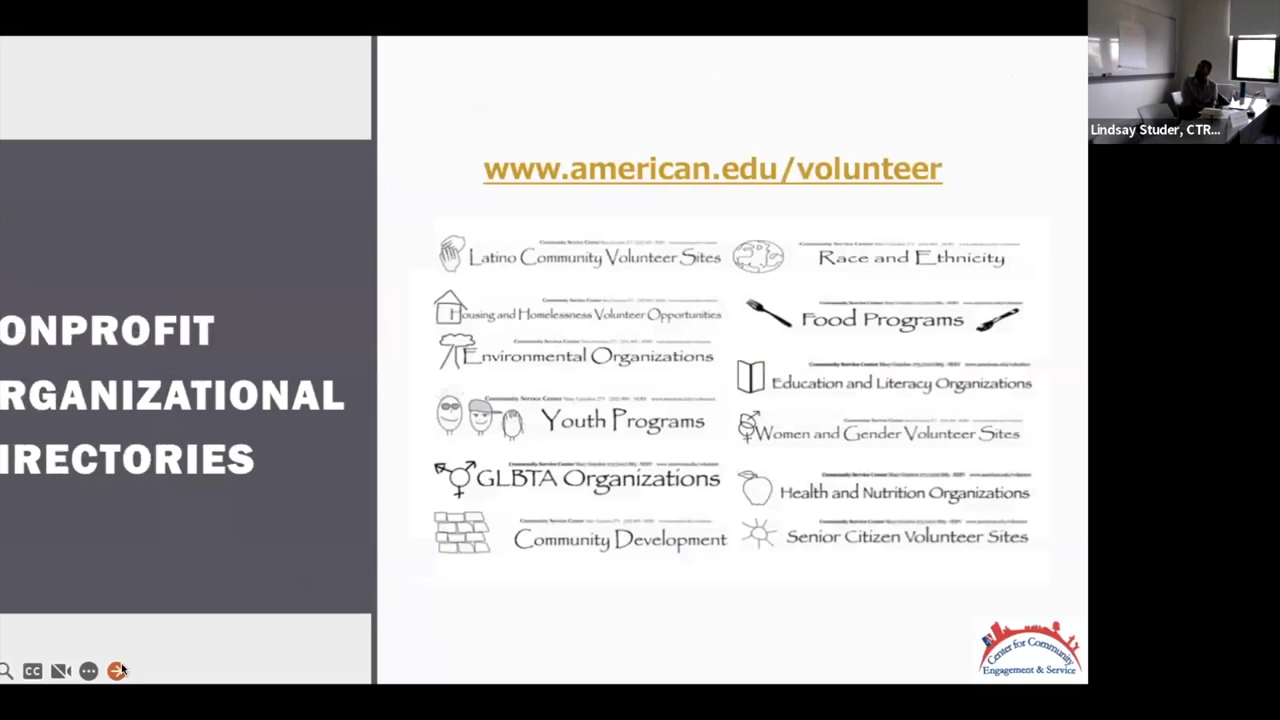 ONPROFIT
RGANIZATIONAL
IRECTORIES
www.american.edu/volunteer
Latino Community Volunteer Sites
Housing and Homelessness Volunteer Opportunities
Environmental Organizations
Youth Programs
GLBTA Organizations
Community Development
Race and Ethnicity
Food Programs
Education and Literacy Organizations
Women and Gender Volunteer Sites
Health and Nutrition Organizations
Senior Citizen Volunteer Sites
Center for Community
Engagement & Service
CC
Lindsay Studer, CTR...